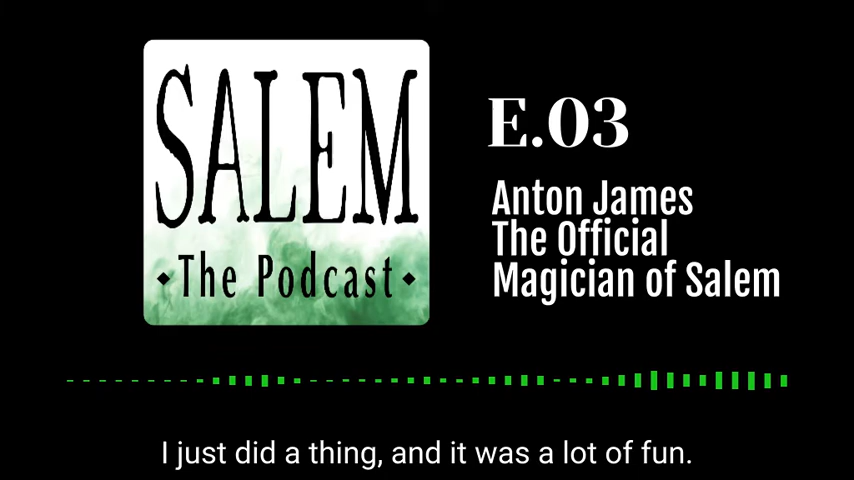 SALEM
The Podcast
E.03
Anton James
The Official
Magician of Salem
I just did a thing, and it was a lot of fun.